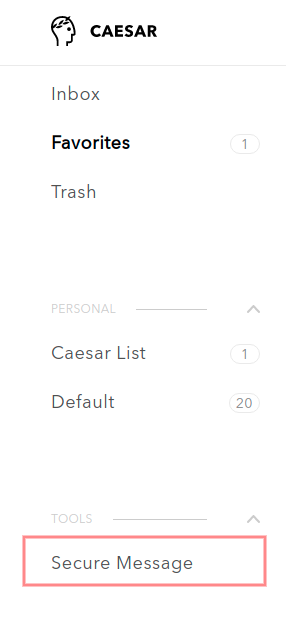 CAESAR
Inbox
Favorites 1
Trash
PERSONAL
Caesar List 1
Default 20
TOOLS
Secure Message